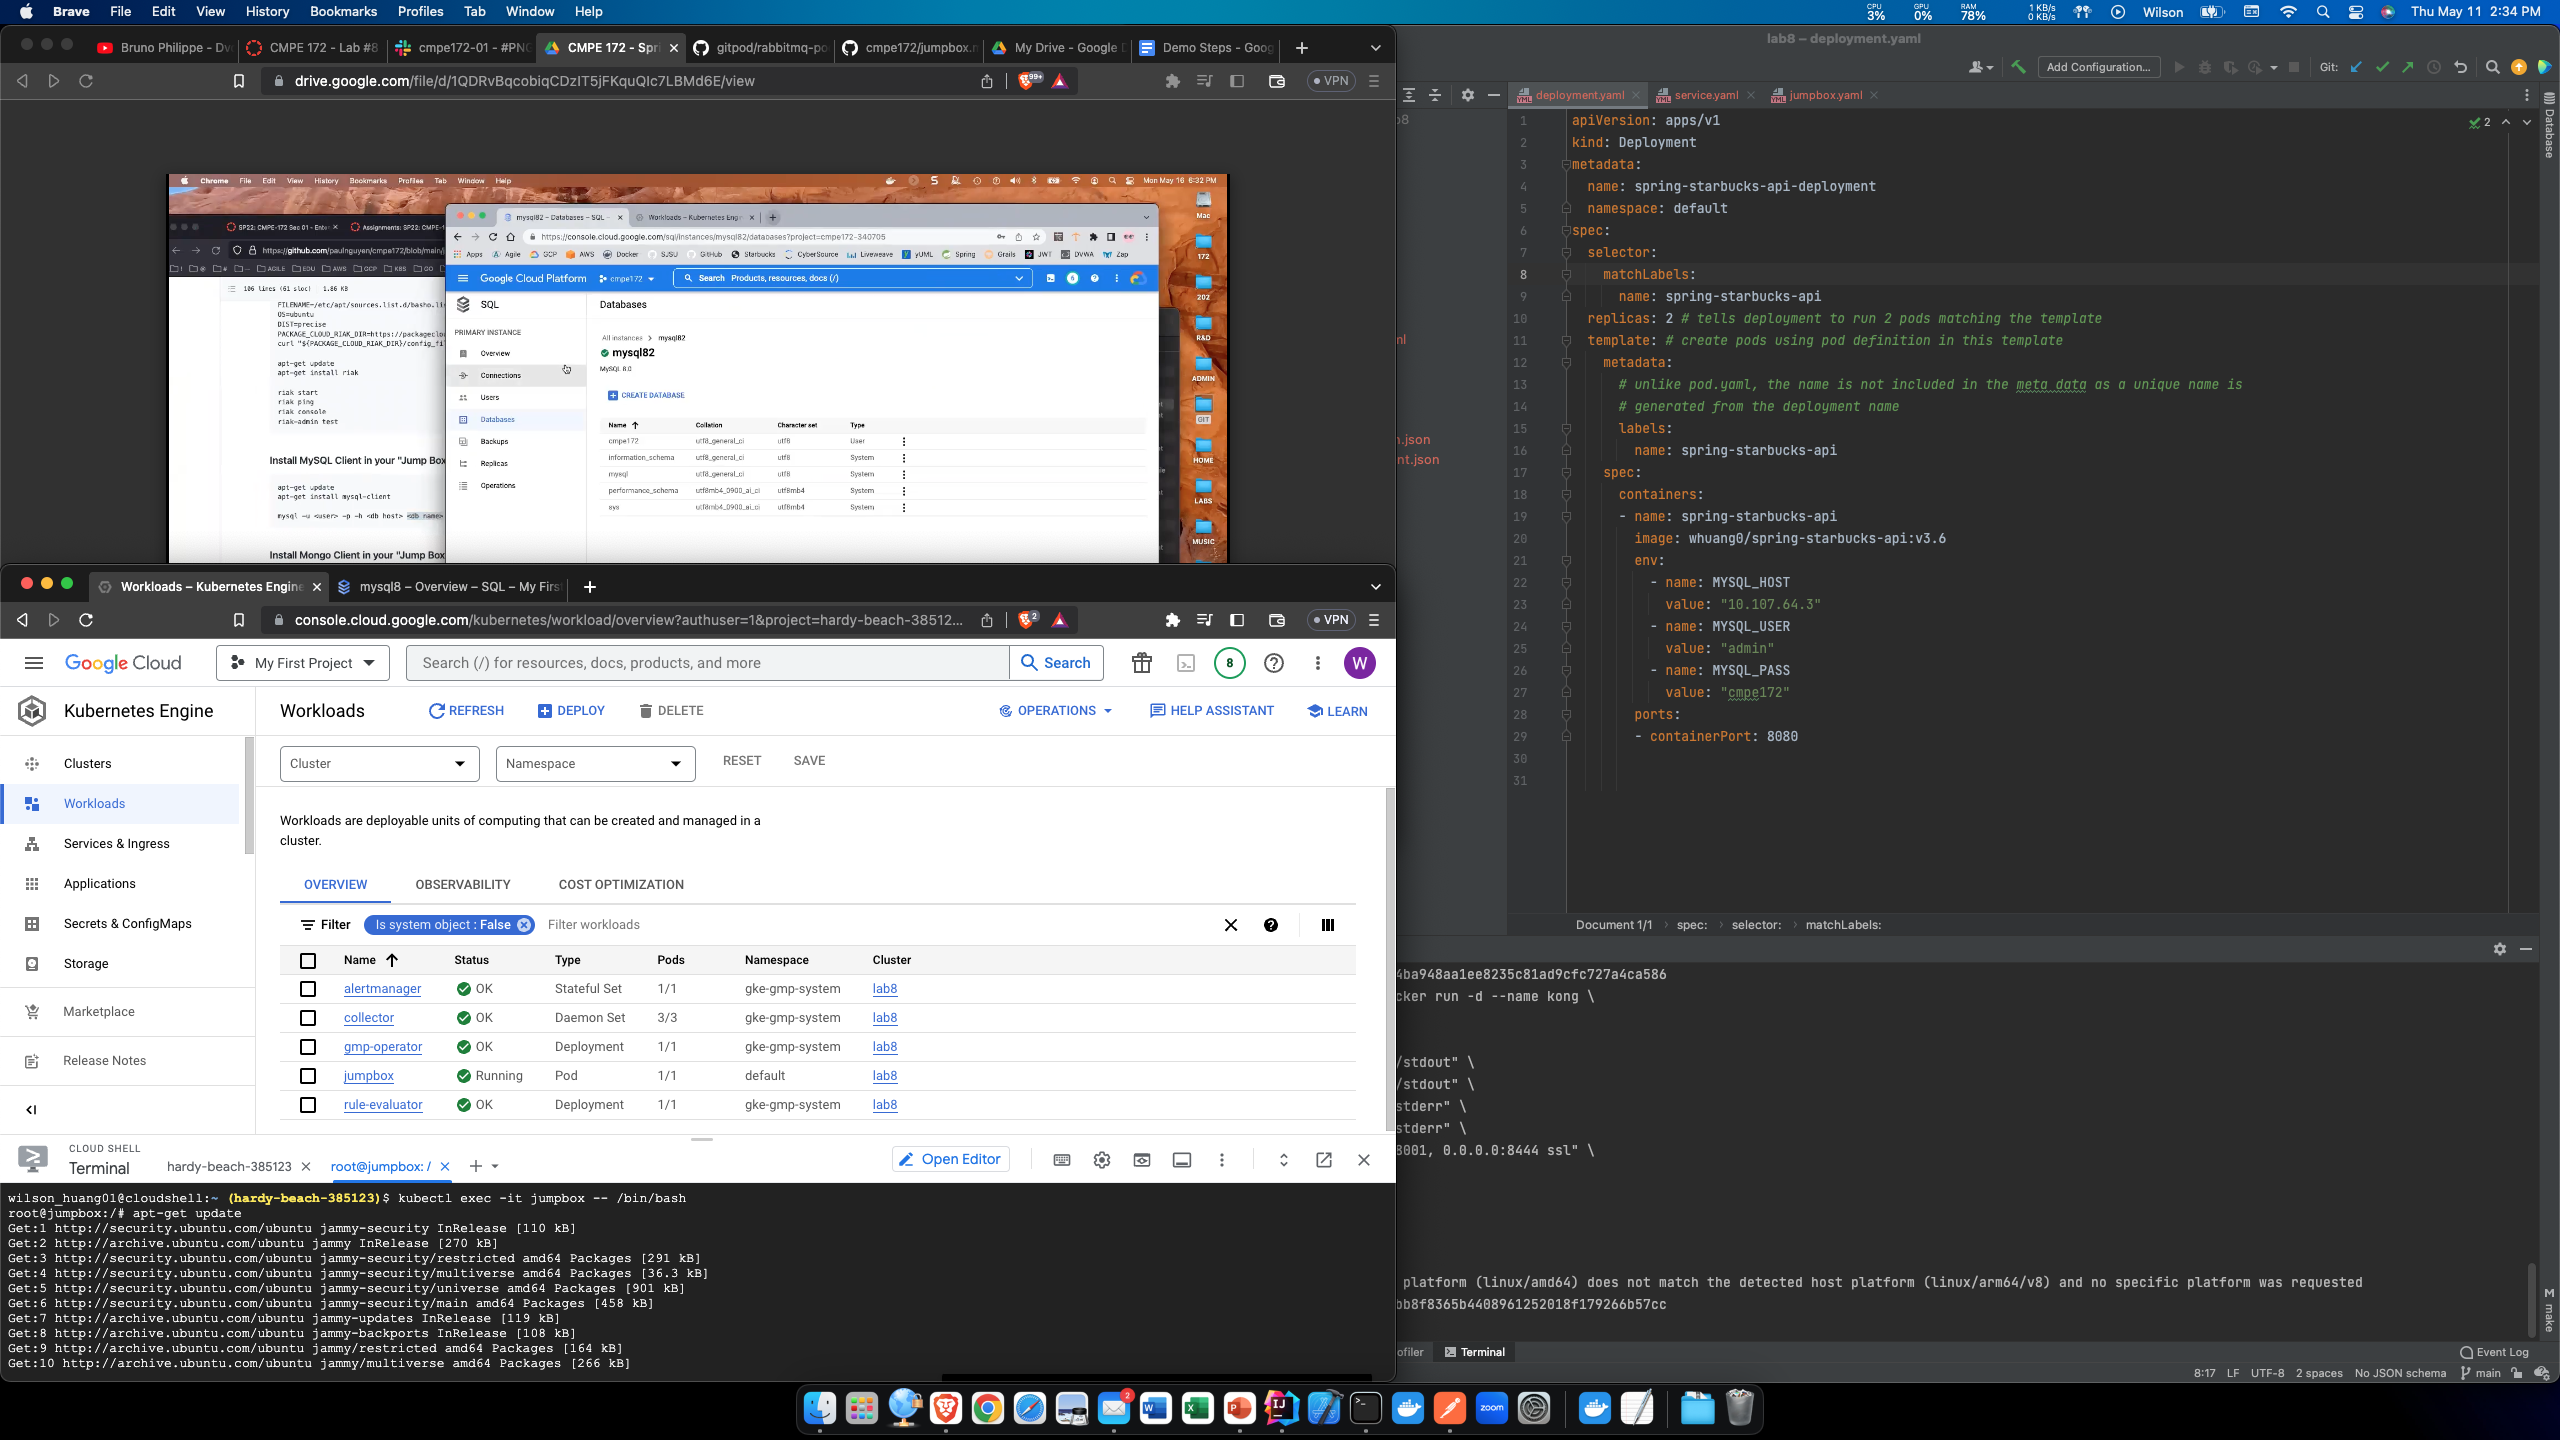 Brave File Edit View History Bookmarks Profiles Tab Window Help
CPU 3% GPU 0% RAM 78% 1 KB/s 0 KB/s Wilson Thu May 11 2:34 PM
Bruno Philippe - Dv
CMPE 172 - Lab #8
cmpe172-01 - #PNC
CMPE 172 - Spri
gitpod/rabbitmq-po
cmpe172/jumpbox.m
My Drive - Google D
Demo Steps - Goog
drive.google.com/file/d/1QDRvBqcobiqCDzIT5jFKquQIc7LBMd6E/view
99+
VPN
Chrome File Edit View History Bookmarks Profiles Tab Window Help
Mon May 16 6:32 PM
SP22: CMPE-172 Sec 01 - Enter
Assignments: SP22: CMPE-1
mysql82 – Databases – SQL –
Workloads – Kubernetes Eng
https://github.com/paulnguyen/cmpe172/blob/main/
https://console.cloud.google.com/sql/instances/mysql82/databases?project=cmpe172-340705
AGILE EDU AWS GCP K8S GO
Apps Agile GCP AWS Docker SJSU GitHub Starbucks CyberSource Liveweave yUML Spring Grails JWT DVWA Zap
Google Cloud Platform cmpe172 Search Products, resources, docs (/)
106 lines (61 sloc) 1.86 KB
FILENAME=/etc/apt/sources.list.d/basho.lis
OS=ubuntu
DIST=precise
PACKAGE_CLOUD_RIAK_DIR=https://packageclou
curl "${PACKAGE_CLOUD_RIAK_DIR}/config_fil
apt-get update
apt-get install riak
riak start
riak ping
riak console
riak-admin test
Install MySQL Client in your "Jump Box
apt-get update
apt-get install mysql-client
mysql -u <user> -p -h <db host> <db name>
Install Mongo Client in your "Jump Box
SQL
PRIMARY INSTANCE
Overview
Connections
Users
Databases
Backups
Replicas
Operations
Databases
All instances > mysql82
mysql82
MySQL 8.0
CREATE DATABASE
Name Collation Character set Type
cmpe172 utf8_general_ci utf8 User
information_schema utf8_general_ci utf8 System
mysql utf8_general_ci utf8 System
performance_schema utf8mb4_0900_ai_ci utf8mb4 System
sys utf8mb4_0900_ai_ci utf8mb4 System
Mac
172
202
R&D
ADMIN
GIT
HOME
LABS
MUSIC
Workloads – Kubernetes Engine
mysql8 – Overview – SQL – My First
console.cloud.google.com/kubernetes/workload/overview?authuser=1&project=hardy-beach-38512...
2
VPN
Google Cloud My First Project Search (/) for resources, docs, products, and more Search 8 W
Kubernetes Engine
Workloads REFRESH DEPLOY DELETE OPERATIONS HELP ASSISTANT LEARN
Clusters
Workloads
Services & Ingress
Applications
Secrets & ConfigMaps
Storage
Marketplace
Release Notes
Cluster Namespace RESET SAVE
Workloads are deployable units of computing that can be created and managed in a
cluster.
OVERVIEW OBSERVABILITY COST OPTIMIZATION
Filter Is system object : False Filter workloads
Name Status Type Pods Namespace Cluster
alertmanager OK Stateful Set 1/1 gke-gmp-system lab8
collector OK Daemon Set 3/3 gke-gmp-system lab8
gmp-operator OK Deployment 1/1 gke-gmp-system lab8
jumpbox Running Pod 1/1 default lab8
rule-evaluator OK Deployment 1/1 gke-gmp-system lab8
CLOUD SHELL
Terminal hardy-beach-385123 root@jumpbox: / Open Editor
wilson_huang01@cloudshell:~ (hardy-beach-385123)$ kubectl exec -it jumpbox -- /bin/bash
root@jumpbox:/# apt-get update
Get:1 http://security.ubuntu.com/ubuntu jammy-security InRelease [110 kB]
Get:2 http://archive.ubuntu.com/ubuntu jammy InRelease [270 kB]
Get:3 http://security.ubuntu.com/ubuntu jammy-security/restricted amd64 Packages [291 kB]
Get:4 http://security.ubuntu.com/ubuntu jammy-security/multiverse amd64 Packages [36.3 kB]
Get:5 http://security.ubuntu.com/ubuntu jammy-security/universe amd64 Packages [901 kB]
Get:6 http://security.ubuntu.com/ubuntu jammy-security/main amd64 Packages [458 kB]
Get:7 http://archive.ubuntu.com/ubuntu jammy-updates InRelease [119 kB]
Get:8 http://archive.ubuntu.com/ubuntu jammy-backports InRelease [108 kB]
Get:9 http://archive.ubuntu.com/ubuntu jammy/restricted amd64 Packages [164 kB]
Get:10 http://archive.ubuntu.com/ubuntu jammy/multiverse amd64 Packages [266 kB]
lab8 – deployment.yaml
Add Configuration... Git:
deployment.yaml service.yaml jumpbox.yaml
2
Database
1 apiVersion: apps/v1
2 kind: Deployment
3 metadata:
4 name: spring-starbucks-api-deployment
5 namespace: default
6 spec:
7 selector:
8 matchLabels:
9 name: spring-starbucks-api
10 replicas: 2 # tells deployment to run 2 pods matching the template
11 template: # create pods using pod definition in this template
12 metadata:
13 # unlike pod.yaml, the name is not included in the meta data as a unique name is
14 # generated from the deployment name
15 labels:
16 name: spring-starbucks-api
17 spec:
18 containers:
19 - name: spring-starbucks-api
20 image: whuang0/spring-starbucks-api:v3.6
21 env:
22 - name: MYSQL_HOST
23 value: "10.107.64.3"
24 - name: MYSQL_USER
25 value: "admin"
26 - name: MYSQL_PASS
27 value: "cmpe172"
28 ports:
29 - containerPort: 8080
30
31
Document 1/1 > spec: > selector: > matchLabels:
4ba948aa1ee8235c81ad9cfc727a4ca586
cker run -d --name kong \
/stdout" \
/stdout" \
stderr" \
stderr" \
8001, 0.0.0.0:8444 ssl" \
platform (linux/amd64) does not match the detected host platform (linux/arm64/v8) and no specific platform was requested
bb8f8365b4408961252018f179266b57cc
ofiler Terminal Event Log
8:17 LF UTF-8 2 spaces No JSON schema main
make
2
zoom